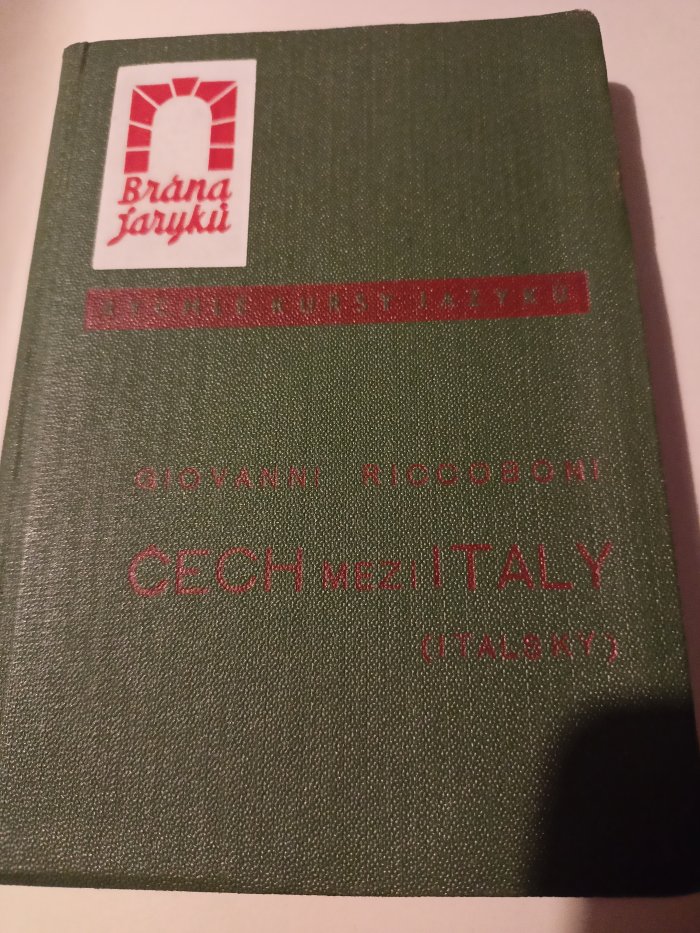 Brána
jazyků
RYCHLÉ KURSY JAZYKŮ
GIOVANNI RICCOBONI
ČECH MEZI ITALY
(ITALSKY)